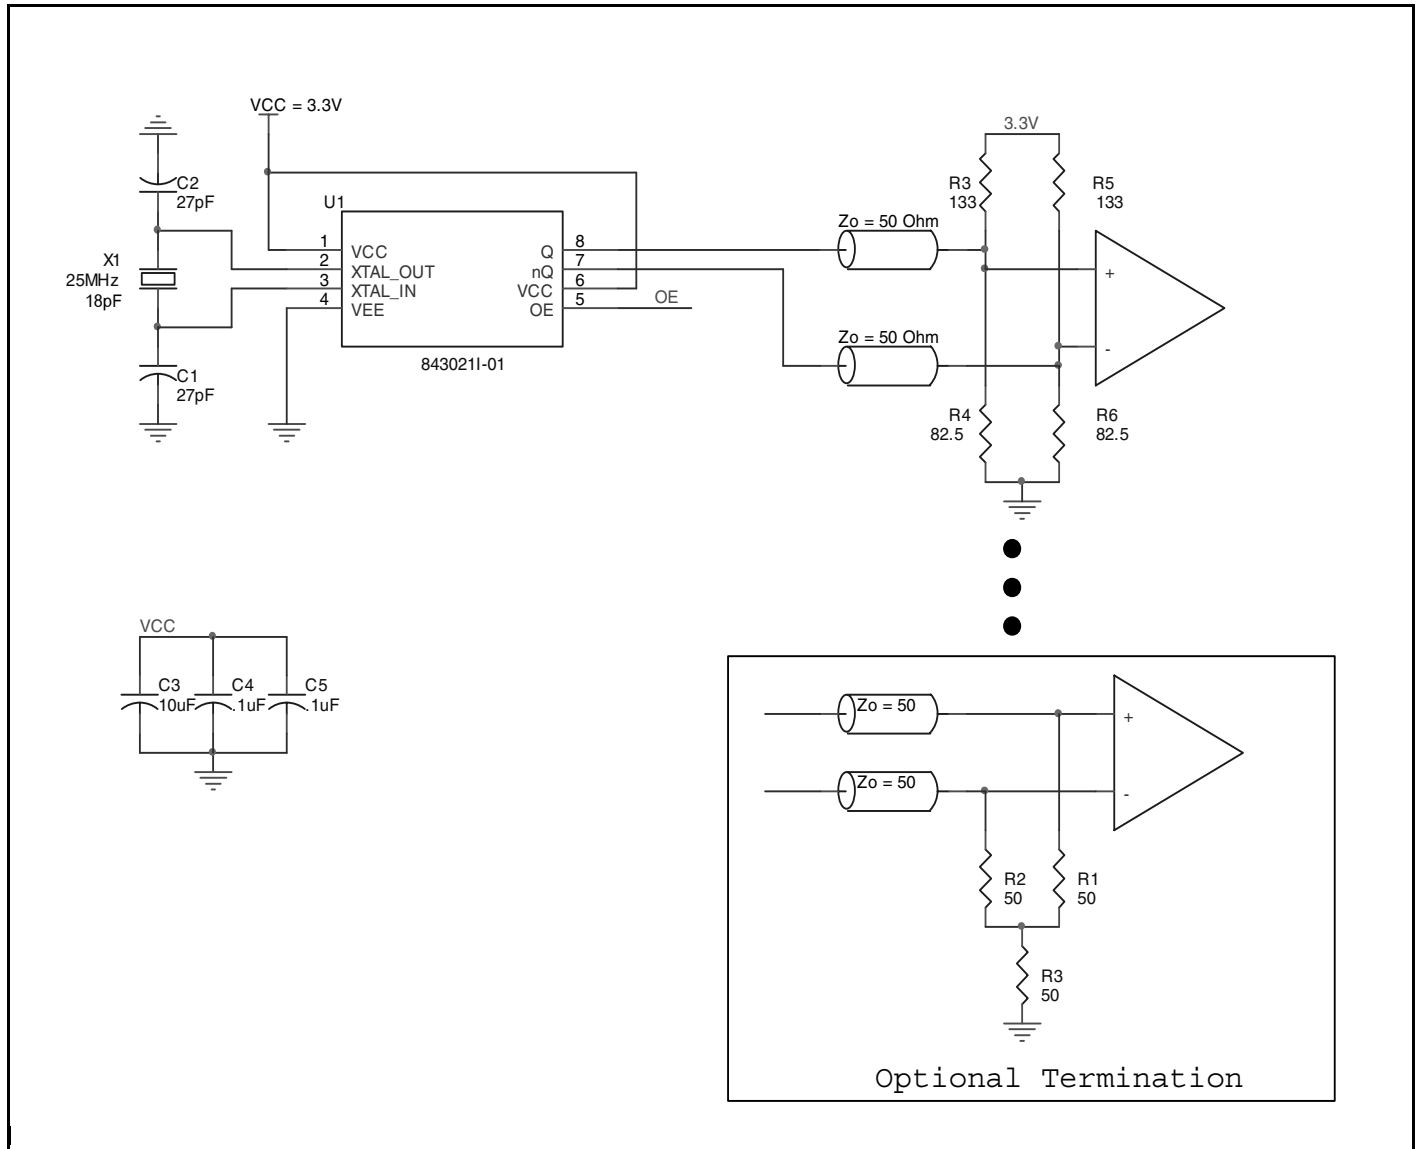 VCC = 3.3V
3.3V
C2
27pF
U1
R3
133
R5
133
Zo = 50 Ohm
X1
25MHz
18pF
1
2
3
4
VCC
XTAL_OUT
XTAL_IN
VEE
Q
nQ
VCC
OE
8
7
6
5
OE
+
-
Zo = 50 Ohm
843021I-01
C1
27pF
R4
82.5
R6
82.5
VCC
C3
10uF
C4
.1uF
C5
.1uF
Zo = 50
+
Zo = 50
-
R2
50
R1
50
R3
50
Optional Termination